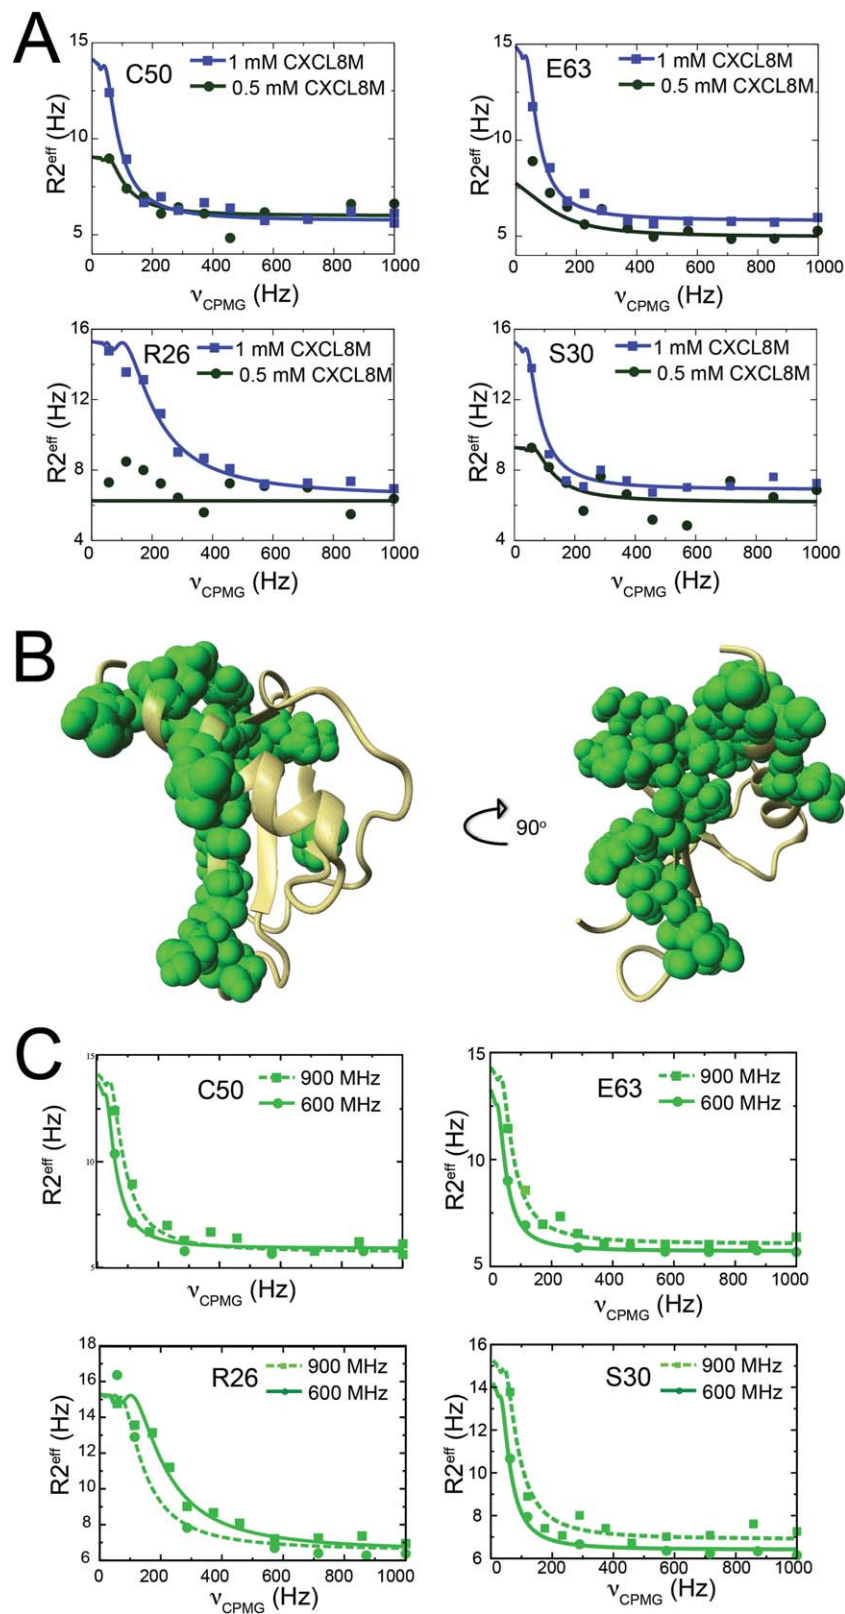 A
C50
1 mM CXCL8M
0.5 mM CXCL8M
15
10
5
R2eff (Hz)
0 200 400 600 800 1000
νCPMG (Hz)
E63
1 mM CXCL8M
0.5 mM CXCL8M
15
10
5
R2eff (Hz)
0 200 400 600 800 1000
νCPMG (Hz)
R26
1 mM CXCL8M
0.5 mM CXCL8M
16
12
8
4
R2eff (Hz)
0 200 400 600 800 1000
νCPMG (Hz)
S30
1 mM CXCL8M
0.5 mM CXCL8M
16
12
8
4
R2eff (Hz)
0 200 400 600 800 1000
νCPMG (Hz)
B
90o
C
C50
900 MHz
600 MHz
15
10
5
R2eff (Hz)
νCPMG (Hz)
E63
900 MHz
600 MHz
15
10
5
R2eff (Hz)
0 200 400 600 800 1000
νCPMG (Hz)
R26
900 MHz
600 MHz
18
16
14
12
10
8
6
R2eff (Hz)
0 200 400 600 800 1000
νCPMG (Hz)
S30
900 MHz
600 MHz
16
14
12
10
8
6
R2eff (Hz)
0 200 400 600 800 1000
νCPMG (Hz)